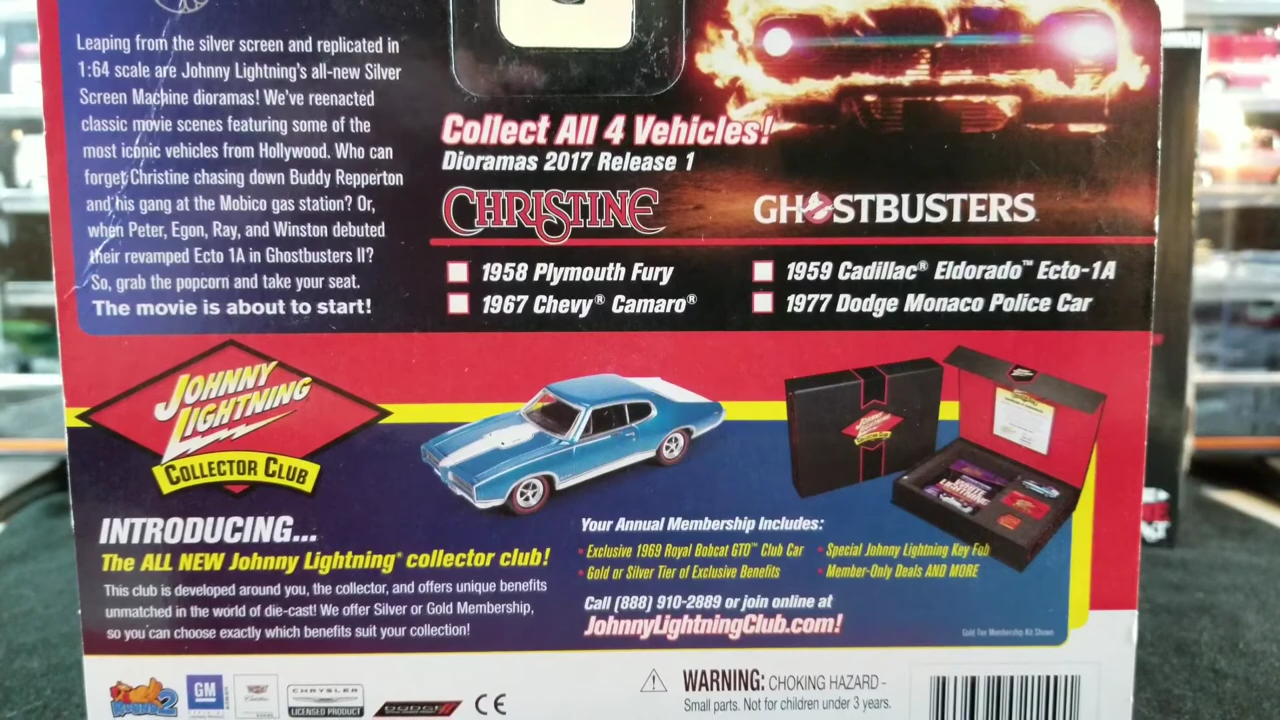 Leaping from the silver screen and replicated in
1:64 scale are Johnny Lightning's all-new Silver
Screen Machine dioramas! We've reenacted
classic movie scenes featuring some of the
most iconic vehicles from Hollywood. Who can
forget Christine chasing down Buddy Repperton
and his gang at the Mobico gas station? Or,
when Peter, Egon, Ray, and Winston debuted
their revamped Ecto 1A in Ghostbusters II?
So, grab the popcorn and take your seat.
The movie is about to start!
Collect All 4 Vehicles!
Dioramas 2017 Release 1
CHRISTINE
1958 Plymouth Fury
1967 Chevy® Camaro®
GHOSTBUSTERS
1959 Cadillac® Eldorado™ Ecto-1A
1977 Dodge Monaco Police Car
JOHNNY
LIGHTNING
COLLECTOR CLUB
INTRODUCING...
The ALL NEW Johnny Lightning® collector club!
This club is developed around you, the collector, and offers unique benefits
unmatched in the world of die-cast! We offer Silver or Gold Membership,
so you can choose exactly which benefits suit your collection!
Your Annual Membership Includes:
• Exclusive 1969 Royal Bobcat GTO™ Club Car
• Gold or Silver Tier of Exclusive Benefits
• Special Johnny Lightning Key Fob
• Member-Only Deals AND MORE
Call (888) 910-2889 or join online at
JohnnyLightningClub.com!
Gold Tier Membership Kit Shown
GM
CHRYSLER
LICENSED PRODUCT
DODGE
CE
WARNING: CHOKING HAZARD -
Small parts. Not for children under 3 years.